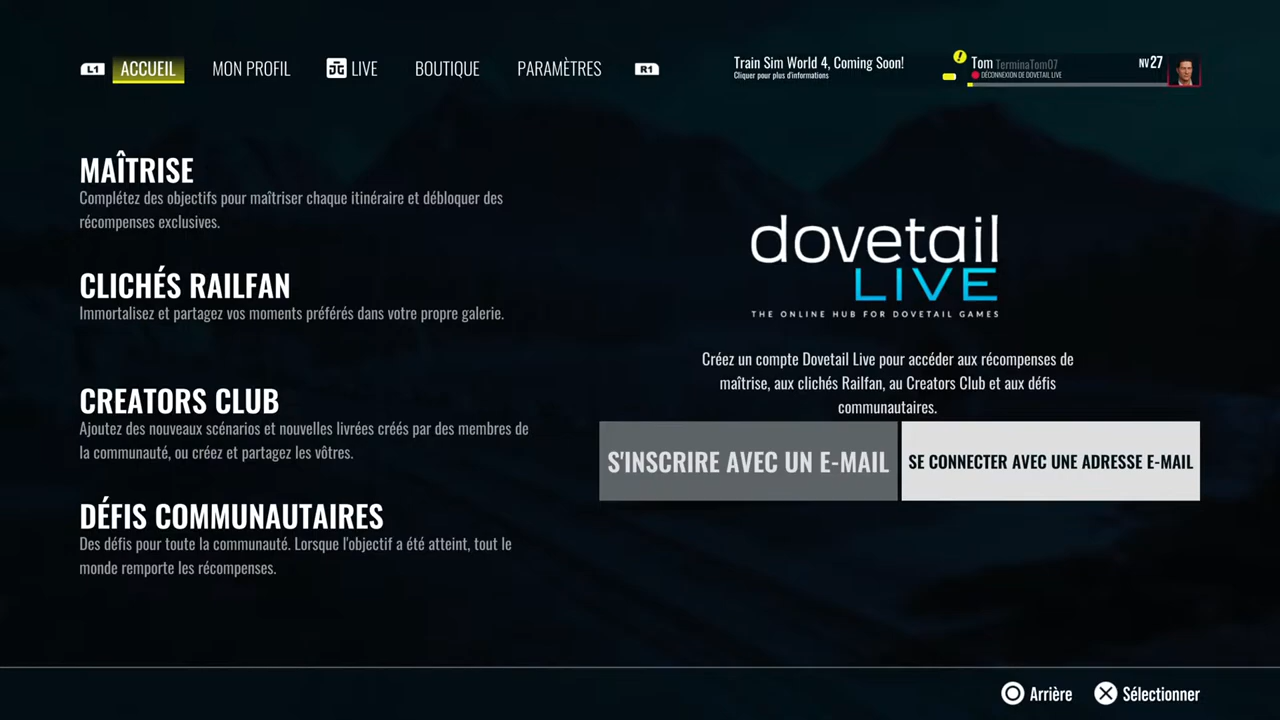 L1 ACCUEIL MON PROFIL LIVE BOUTIQUE PARAMÈTRES R1
Train Sim World 4, Coming Soon!
Cliquer pour plus d'informations
! Tom TerminaTom07 NV 27
DÉCONNEXION DE DOVETAIL LIVE
MAÎTRISE
Complétez des objectifs pour maîtriser chaque itinéraire et débloquer des
récompenses exclusives.
CLICHÉS RAILFAN
Immortalisez et partagez vos moments préférés dans votre propre galerie.
CREATORS CLUB
Ajoutez des nouveaux scénarios et nouvelles livrées créés par des membres de
la communauté, ou créez et partagez les vôtres.
DÉFIS COMMUNAUTAIRES
Des défis pour toute la communauté. Lorsque l'objectif a été atteint, tout le
monde remporte les récompenses.
dovetail
LIVE
THE ONLINE HUB FOR DOVETAIL GAMES
Créez un compte Dovetail Live pour accéder aux récompenses de
maîtrise, aux clichés Railfan, au Creators Club et aux défis
communautaires.
S'INSCRIRE AVEC UN E-MAIL
SE CONNECTER AVEC UNE ADRESSE E-MAIL
Arrière
Sélectionner